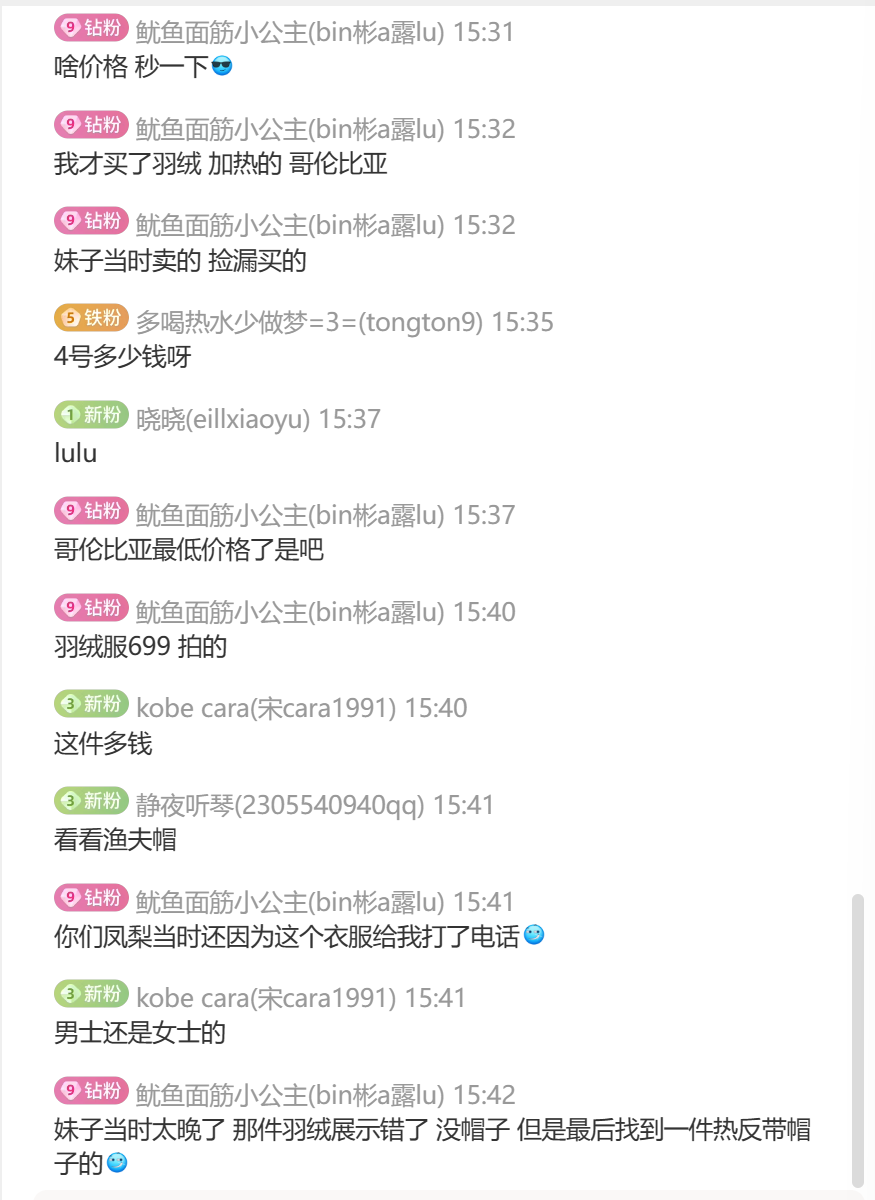 9 钻粉 鱿鱼面筋小公主(bin彬a露lu) 15:31
啥价格 秒一下
9 钻粉 鱿鱼面筋小公主(bin彬a露lu) 15:32
我才买了羽绒 加热的 哥伦比亚
9 钻粉 鱿鱼面筋小公主(bin彬a露lu) 15:32
妹子当时卖的 捡漏买的
5 铁粉 多喝热水少做梦=3=(tongton9) 15:35
4号多少钱呀
1 新粉 晓晓(eillxiaoyu) 15:37
lulu
9 钻粉 鱿鱼面筋小公主(bin彬a露lu) 15:37
哥伦比亚最低价格了是吧
9 钻粉 鱿鱼面筋小公主(bin彬a露lu) 15:40
羽绒服699 拍的
3 新粉 kobe cara(宋cara1991) 15:40
这件多钱
3 新粉 静夜听琴(2305540940qq) 15:41
看看渔夫帽
9 钻粉 鱿鱼面筋小公主(bin彬a露lu) 15:41
你们凤梨当时还因为这个衣服给我打了电话
3 新粉 kobe cara(宋cara1991) 15:41
男士还是女士的
9 钻粉 鱿鱼面筋小公主(bin彬a露lu) 15:42
妹子当时太晚了 那件羽绒展示错了 没帽子 但是最后找到一件热反带帽
子的